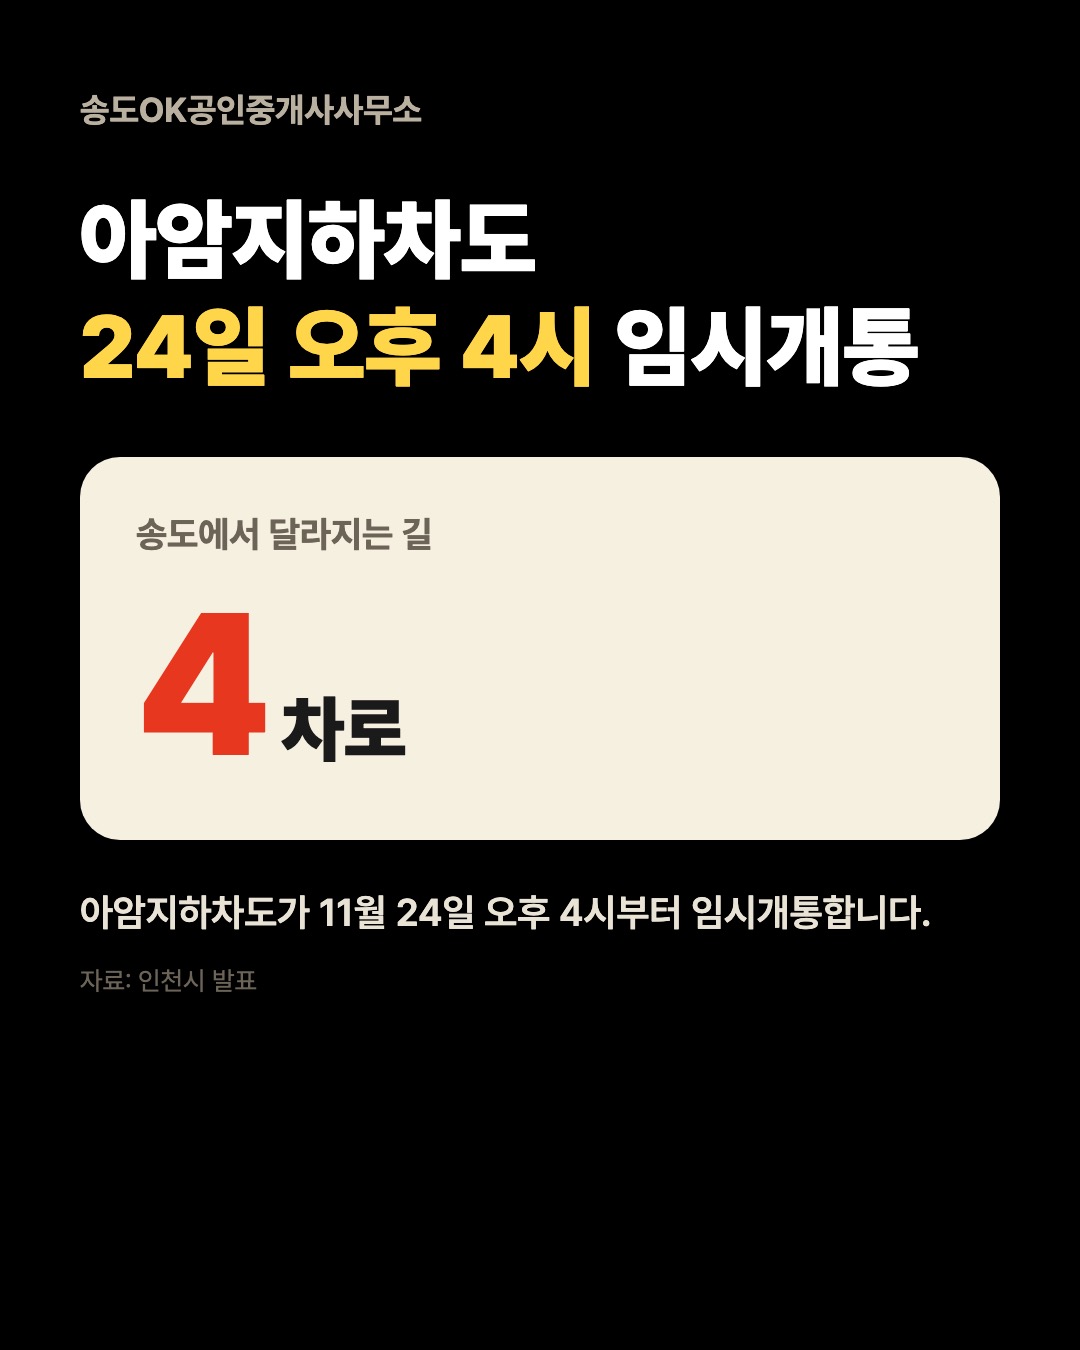 송도OK공인중개사사무소
아암지하차도
24일 오후 4시 임시개통
송도에서 달라지는 길
4 차로
아암지하차도가 11월 24일 오후 4시부터 임시개통합니다.
자료: 인천시 발표